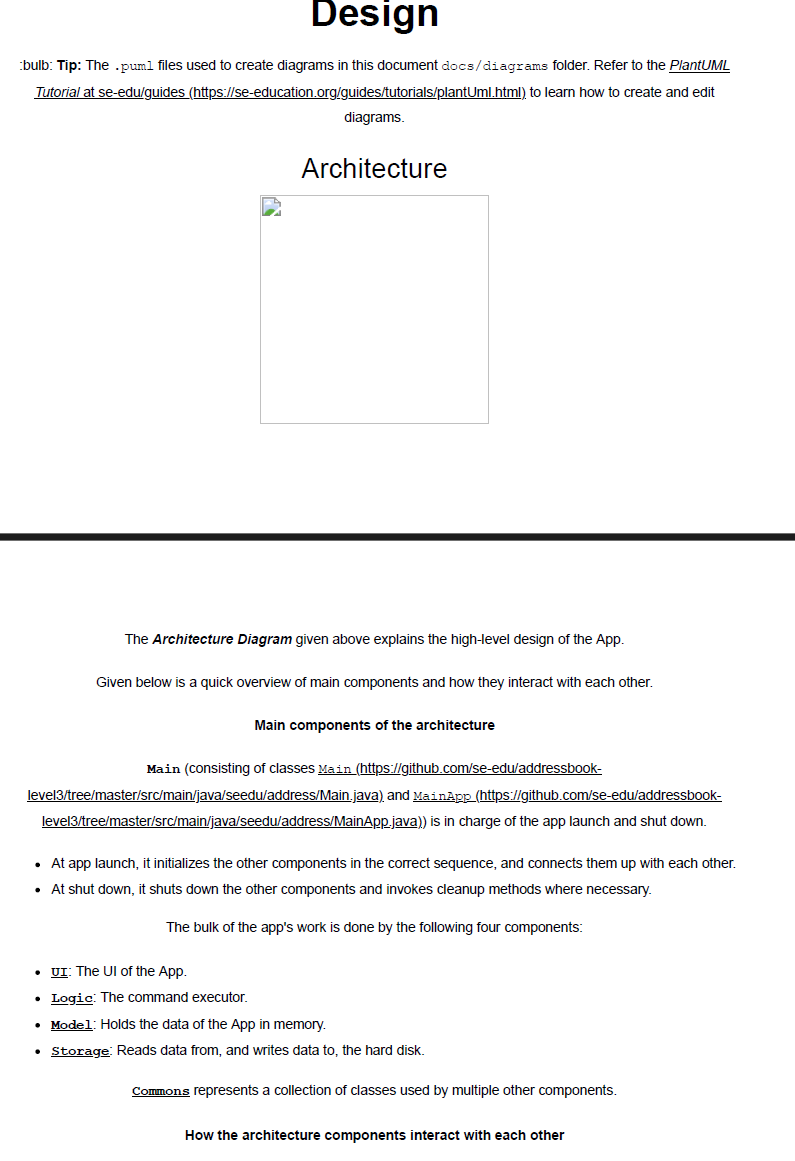 Design
:bulb: Tip: The .puml files used to create diagrams in this document docs/diagrams folder. Refer to the PlantUML
Tutorial at se-edu/guides (https://se-education.org/guides/tutorials/plantUml.html) to learn how to create and edit
diagrams.
Architecture
The Architecture Diagram given above explains the high-level design of the App.
Given below is a quick overview of main components and how they interact with each other.
Main components of the architecture
Main (consisting of classes Main (https://github.com/se-edu/addressbook-
level3/tree/master/src/main/java/seedu/address/Main.java) and MainApp (https://github.com/se-edu/addressbook-
level3/tree/master/src/main/java/seedu/address/MainApp.java)) is in charge of the app launch and shut down.
• At app launch, it initializes the other components in the correct sequence, and connects them up with each other.
• At shut down, it shuts down the other components and invokes cleanup methods where necessary.
The bulk of the app's work is done by the following four components:
• UI: The UI of the App.
• Logic: The command executor.
• Model: Holds the data of the App in memory.
• Storage: Reads data from, and writes data to, the hard disk.
Commons represents a collection of classes used by multiple other components.
How the architecture components interact with each other